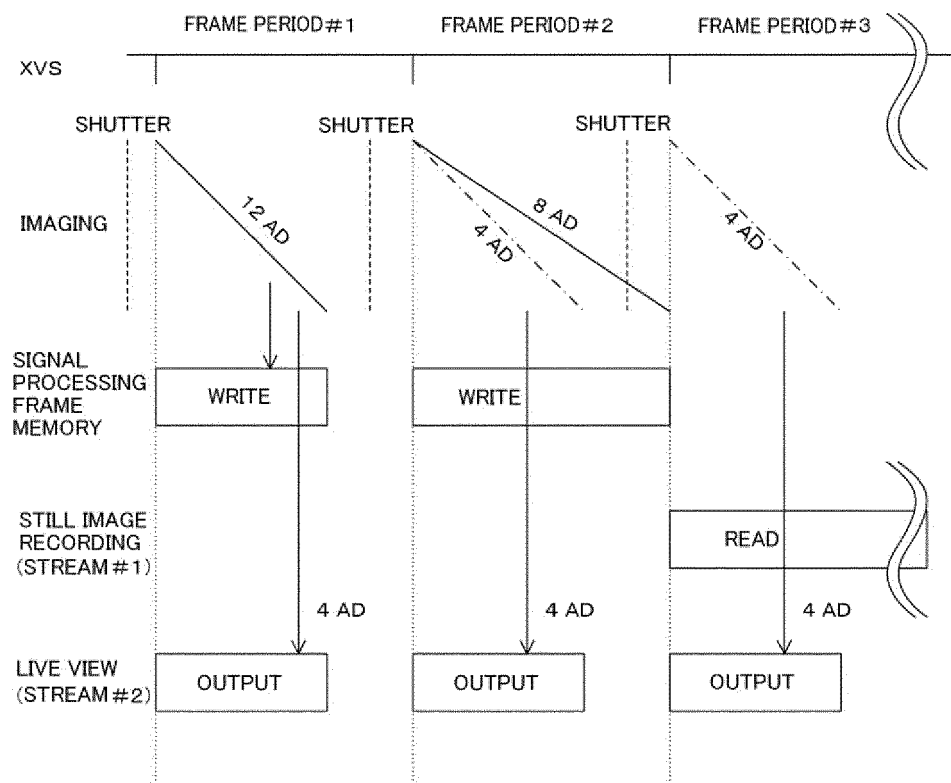 FRAME PERIOD#1 FRAME PERIOD#2 FRAME PERIOD#3
XVS
SHUTTER SHUTTER SHUTTER
IMAGING
12 AD
8 AD
4 AD
4 AD
SIGNAL
PROCESSING
FRAME
MEMORY
WRITE WRITE
STILL IMAGE
RECORDING
(STREAM#1)
READ
4 AD 4 AD 4 AD
LIVE VIEW
(STREAM#2)
OUTPUT OUTPUT OUTPUT